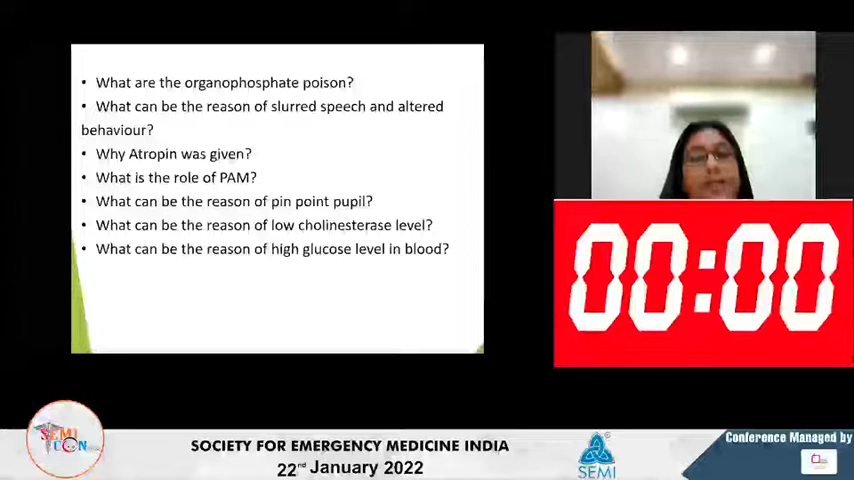 • What are the organophosphate poison?
• What can be the reason of slurred speech and altered
behaviour?
• Why Atropin was given?
• What is the role of PAM?
• What can be the reason of pin point pupil?
• What can be the reason of low cholinesterase level?
• What can be the reason of high glucose level in blood?
00:00
SEMI
CON
SOCIETY FOR EMERGENCY MEDICINE INDIA
22nd January 2022
SEMI
Conference Managed by